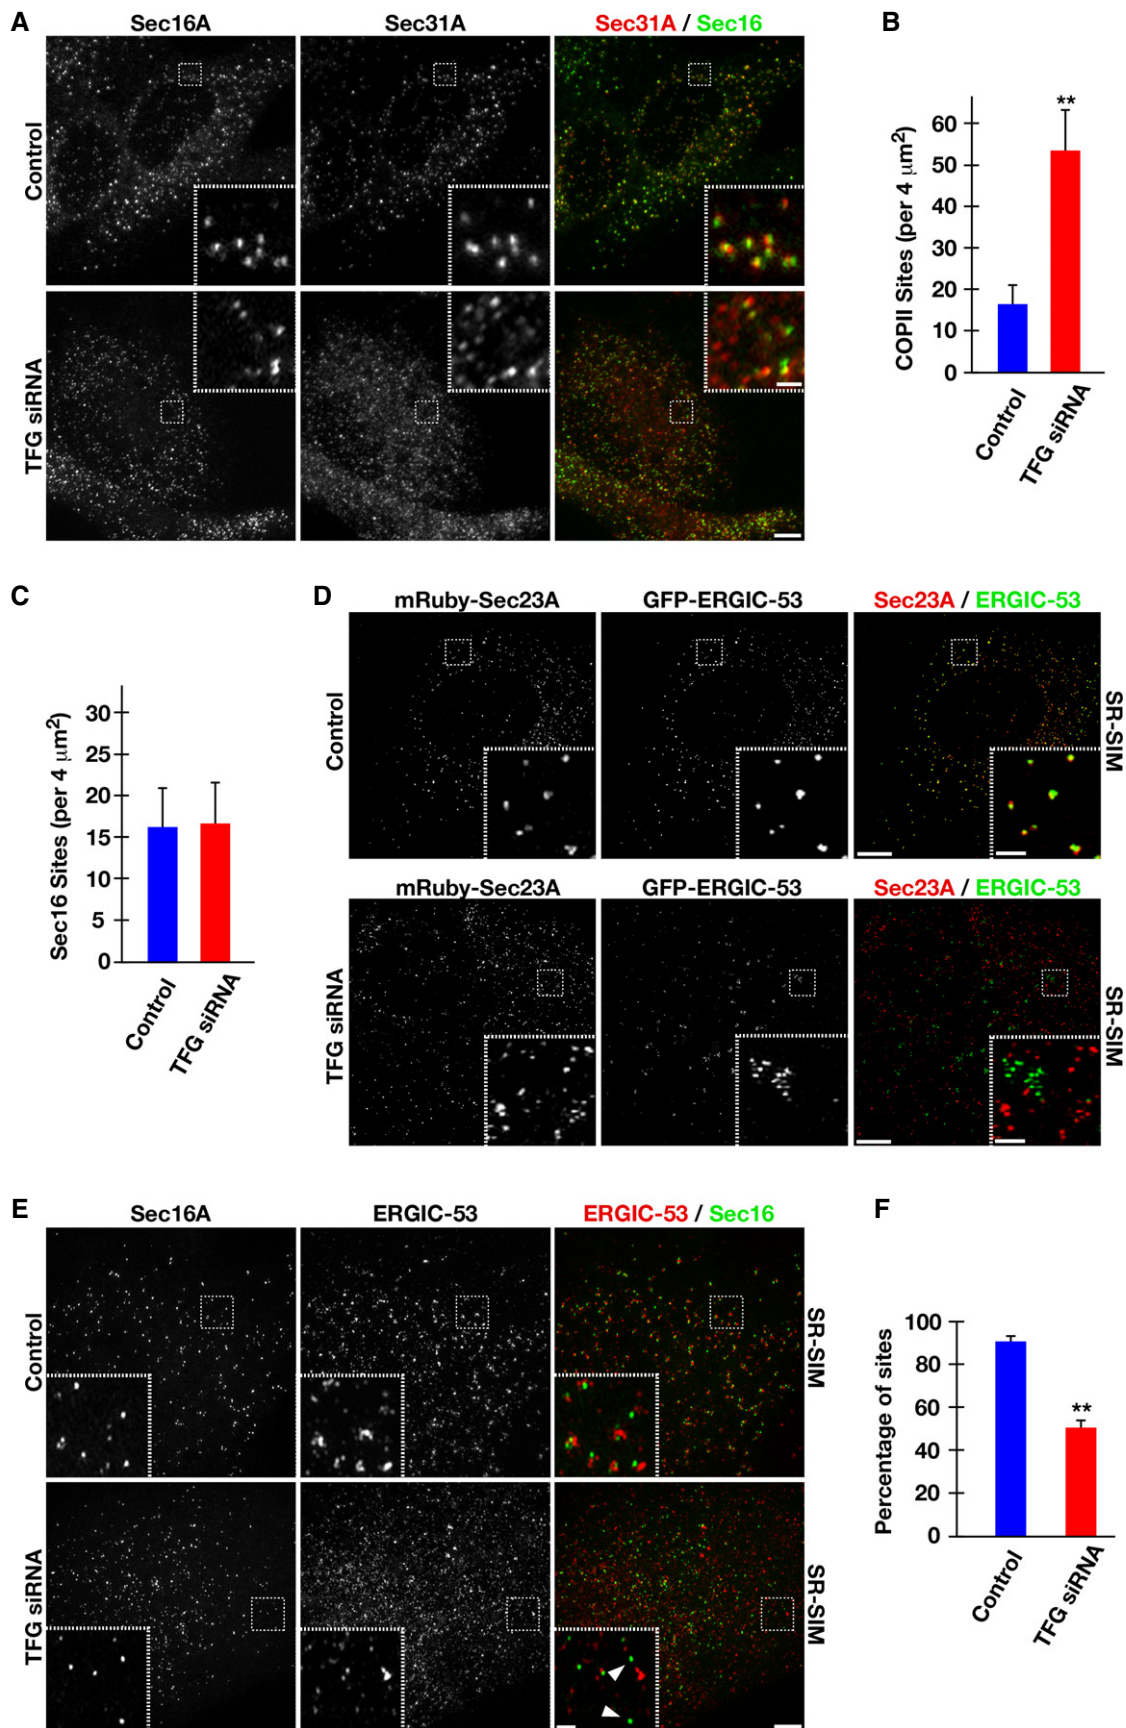 A
Sec16A
Sec31A
Sec31A / Sec16
Control
TFG siRNA
B
COPII Sites (per 4 μm²)
60
50
40
30
20
10
0
**
Control
TFG siRNA
C
Sec16 Sites (per 4 μm²)
30
25
20
15
10
5
0
Control
TFG siRNA
D
mRuby-Sec23A
GFP-ERGIC-53
Sec23A / ERGIC-53
Control
SR-SIM
mRuby-Sec23A
GFP-ERGIC-53
Sec23A / ERGIC-53
TFG siRNA
SR-SIM
E
Sec16A
ERGIC-53
ERGIC-53 / Sec16
Control
SR-SIM
TFG siRNA
SR-SIM
F
Percentage of sites
100
80
60
40
20
0
**
Control
TFG siRNA